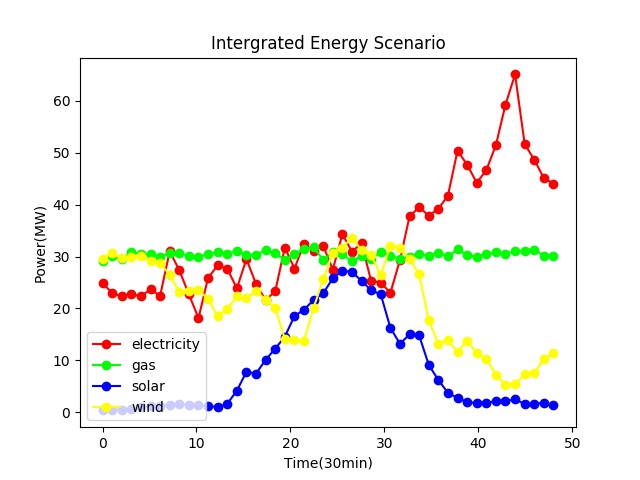 Intergrated Energy Scenario
Power(MW)
60
50
40
30
20
10
0
electricity
gas
solar
wind
0 10 20 30 40 50
Time(30min)